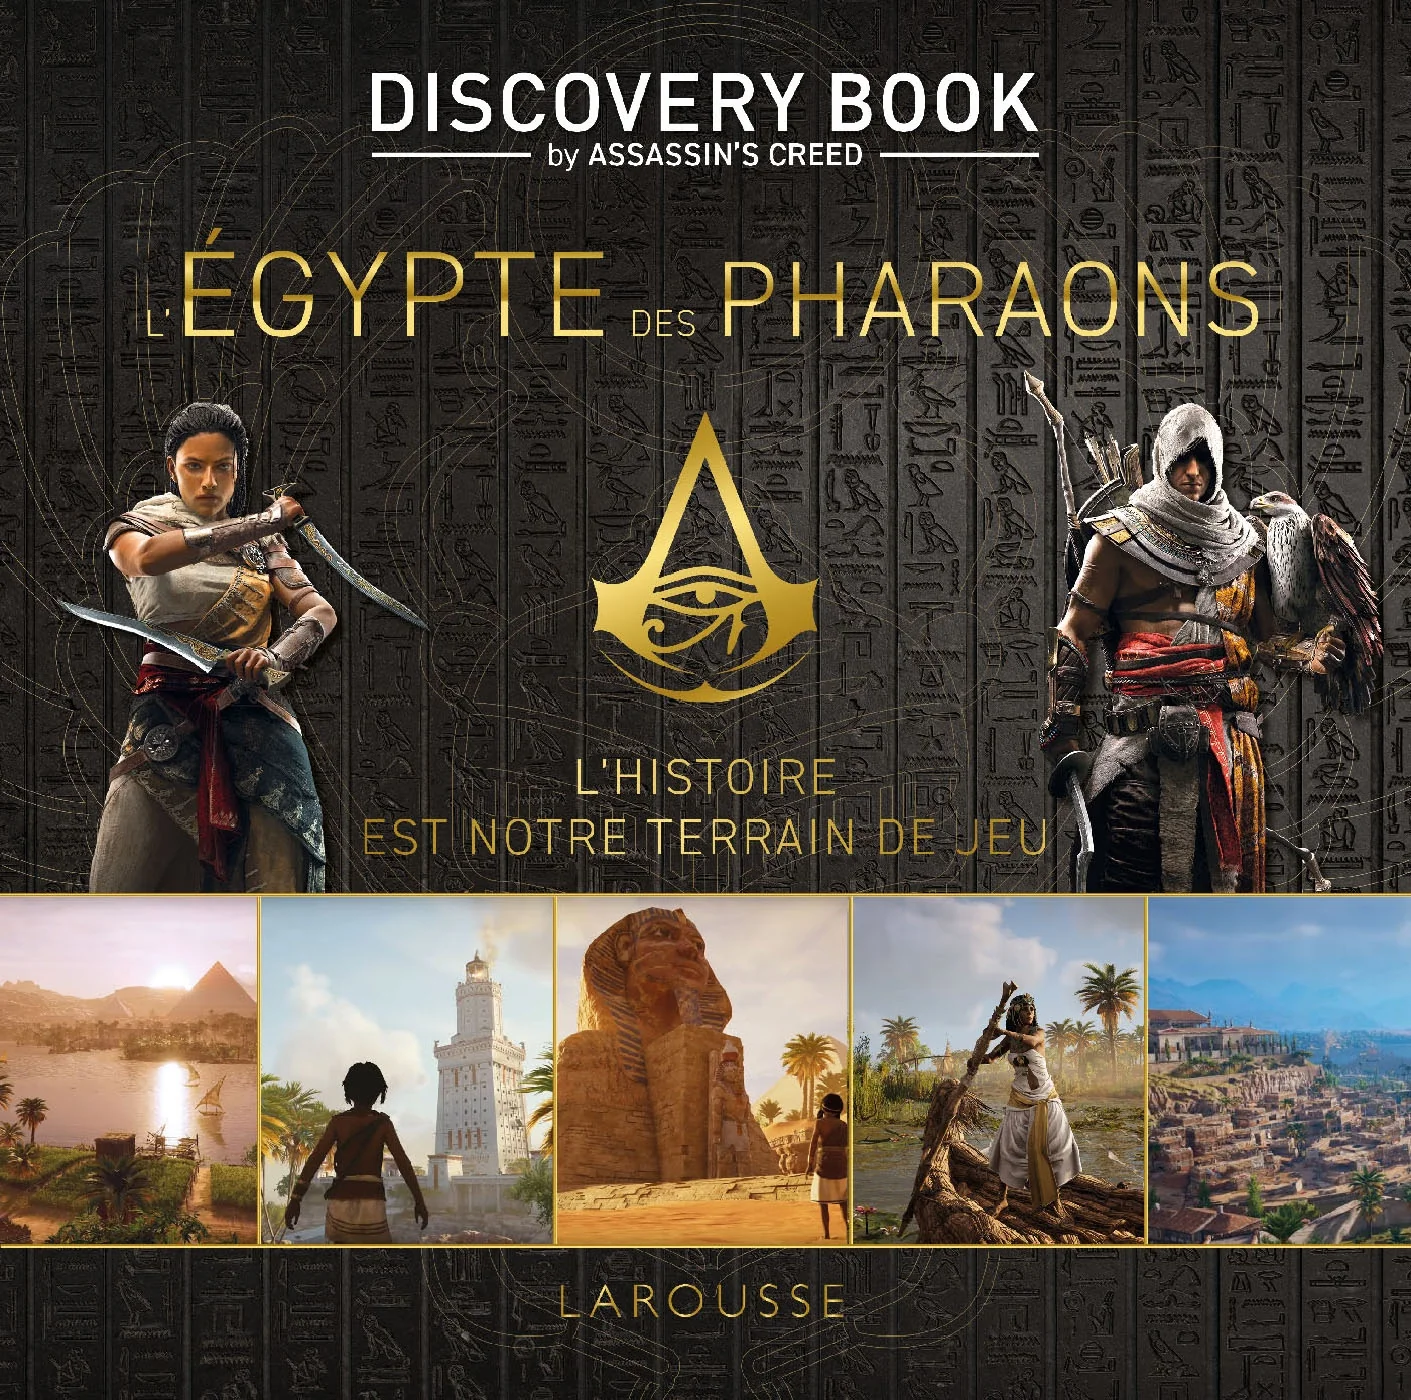 DISCOVERY BOOK
by ASSASSIN'S CREED
L'ÉGYPTE DES PHARAONS
L'HISTOIRE
EST NOTRE TERRAIN DE JEU
LAROUSSE